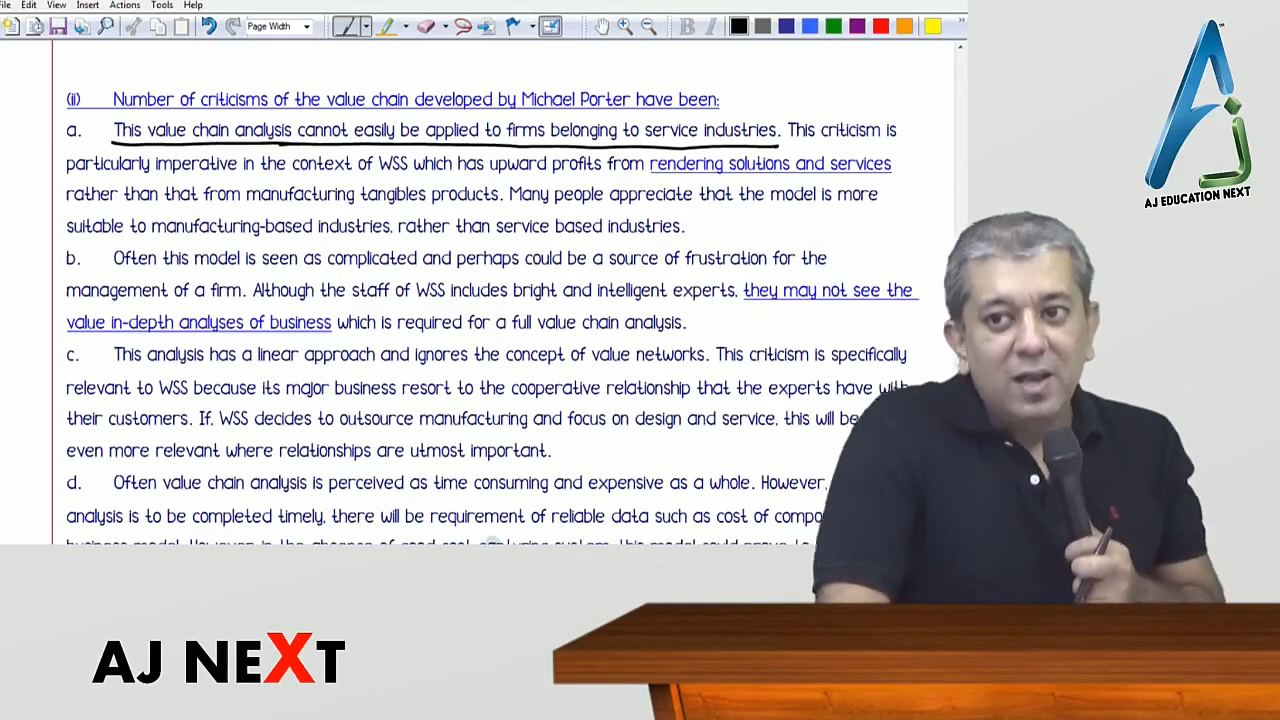 File Edit View Insert Actions Tools Help
Page Width
B I
(ii) Number of criticisms of the value chain developed by Michael Porter have been:
a. This value chain analysis cannot easily be applied to firms belonging to service industries. This criticism is
particularly imperative in the context of WSS which has upward profits from rendering solutions and services
rather than that from manufacturing tangibles products. Many people appreciate that the model is more
suitable to manufacturing-based industries, rather than service based industries.
b. Often this model is seen as complicated and perhaps could be a source of frustration for the
management of a firm. Although the staff of WSS includes bright and intelligent experts, they may not see the
value in-depth analyses of business which is required for a full value chain analysis.
c. This analysis has a linear approach and ignores the concept of value networks. This criticism is specifically
relevant to WSS because its major business resort to the cooperative relationship that the experts have with
their customers. If, WSS decides to outsource manufacturing and focus on design and service, this will be
even more relevant where relationships are utmost important.
d. Often value chain analysis is perceived as time consuming and expensive as a whole. However,
analysis is to be completed timely, there will be requirement of reliable data such as cost of
AJ EDUCATION NEXT
AJ NEXT